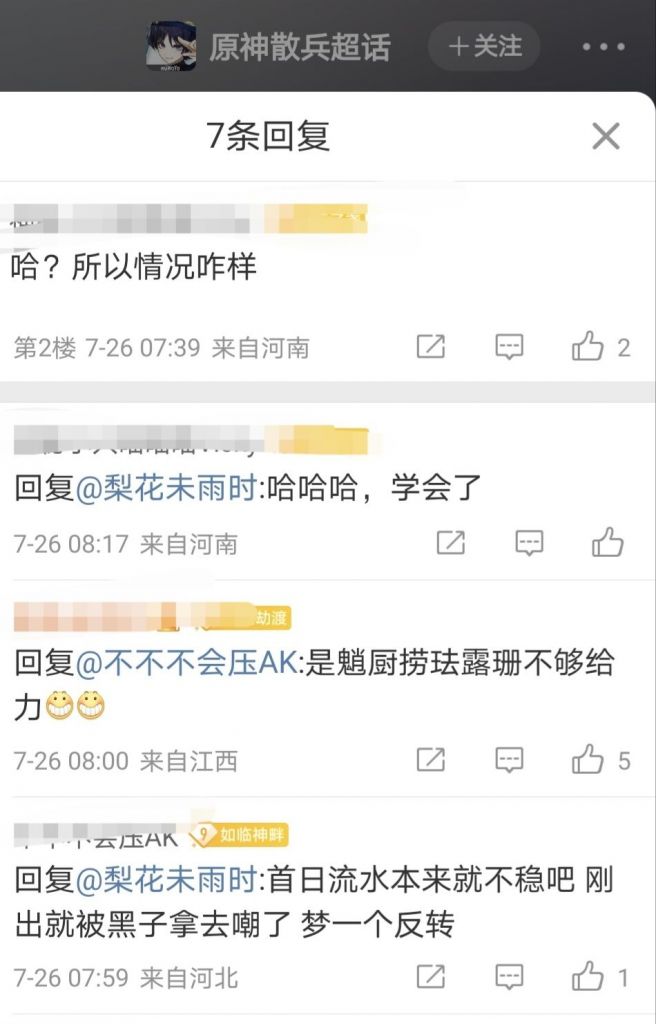 原神散兵超话
+关注
7条回复
哈？所以情况咋样
第2楼 7-26 07:39 来自河南
2
回复@梨花未雨时:哈哈哈，学会了
7-26 08:17 来自河南
劫渡
回复@不不不会压AK:是魈厨捞珐露珊不够给
力
7-26 08:00 来自江西
5
不会压AK 9 如临神畔
回复@梨花未雨时:首日流水本来就不稳吧 刚
出就被黑子拿去嘲了 梦一个反转
7-26 07:59 来自河北
1